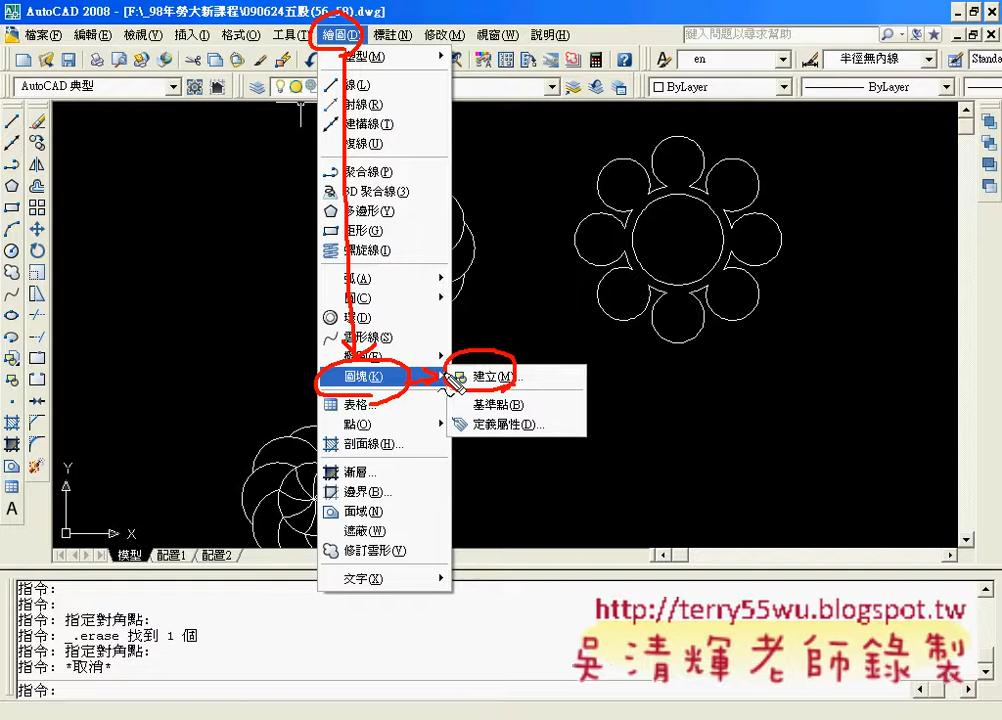 AutoCAD 2008 - [F:\_98年勞大新課程\090624五股(56_58).dwg]
檔案(F) 編輯(E) 檢視(V) 插入(I) 格式(O) 工具(T) 繪圖(D) 標註(N) 修改(M) 視窗(W) 說明(H)
鍵入問題以尋求幫助
en
半徑無內線
Standa
AutoCAD 典型
ByLayer
ByLayer
線(L)
射線(R)
建構線(T)
複線(U)
聚合線(P)
3D 聚合線(3)
多邊形(Y)
矩形(G)
螺旋線(I)
弧(A)
圓(C)
環(D)
雲形線(S)
圖塊(K)
建立(M)...
基準點(B)
定義屬性(D)...
表格...
點(O)
剖面線(H)...
漸層...
邊界(B)...
面域(N)
遮蔽(W)
修訂雲形(V)
文字(X)
Y
X
A
模型 配置1 配置2
指令:
指令:
指令: 指定對角點:
指令: _.erase 找到 1 個
指令: 指定對角點:
指令: *取消*
指令:
http://terry55wu.blogspot.tw
吳清輝老師錄製